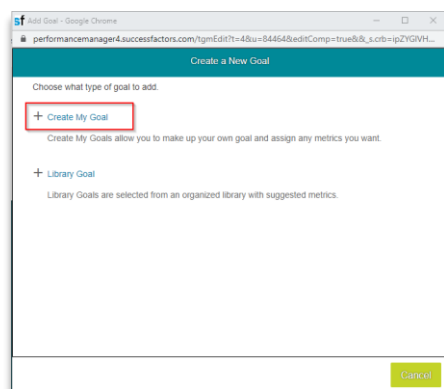 sf Add Goal - Google Chrome
performancemanager4.successfactors.com/tgmEdit?t=4&u=84464&editComp=true&&_s.crb=ipZYGIVH...
Create a New Goal
Choose what type of goal to add.
+ Create My Goal
Create My Goals allow you to make up your own goal and assign any metrics you want.
+ Library Goal
Library Goals are selected from an organized library with suggested metrics.
Cancel